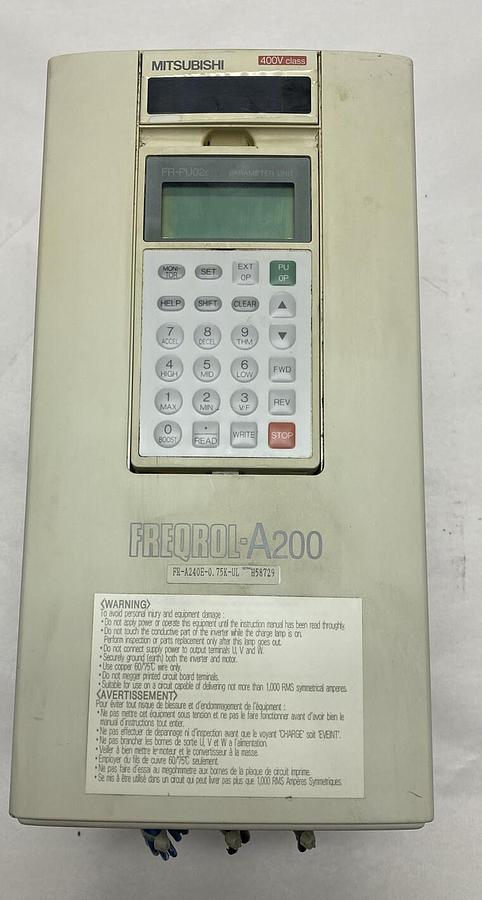 MITSUBISHI 400V class
FR-PU02E PARAMETER UNIT
MONI-TOR SET EXT OP PU OP
HELP SHIFT CLEAR ▲
7 ACCEL 8 DECEL 9 THM ▼
4 HIGH 5 MID 6 LOW FWD
1 MAX 2 MIN 3 V/F REV
0 BOOST • READ WRITE STOP
FREQROL-A200
FR-A240E-0.75K-UL H58729
〈WARNING〉
To avoid personal injury and equipment damage :
• Do not apply power or operate this equipment until the instruction manual has been read throughly.
• Do not touch the conductive part of the inverter while the charge lamp is on.
Perform inspection or parts replacement only after this lamp goes out.
• Do not connect supply power to output terminals U, V and W.
• Securely ground (earth) both the inverter and motor.
• Use copper 60/75℃ wire only.
• Do not megger printed circuit board terminals.
• Suitable for use on a circuit capable of delivering not more than 1,000 RMS symmetrical amperes.
〈AVERTISSEMENT〉
Pour éviter tout risque de blessure et d'endommagement de l'équipement :
• Ne pas mettre cet équipement sous tension et ne pas le faire fonctionner avant d'avoir bien le
manual d'instructions tout entier.
• Ne pas effectuer de depannage ni d'inspection avant que le voyant 'CHARGE' soit 'EVEINT'.
• Ne pas brancher les bornes de sortie U, V et W a l'alimentation.
• Veiller à bien mettre le moteur et le convertisseur à la masse.
• Employer du fils de cuivre 60/75℃ seulement.
• Ne pas faire d'essai au megohmmetre aux bornes de la plaque de circuit imprime.
• Se mis à être utilisé dans un circuit qui peut livrer pas plus que 1,000 RMS Ampères Symmetriques.